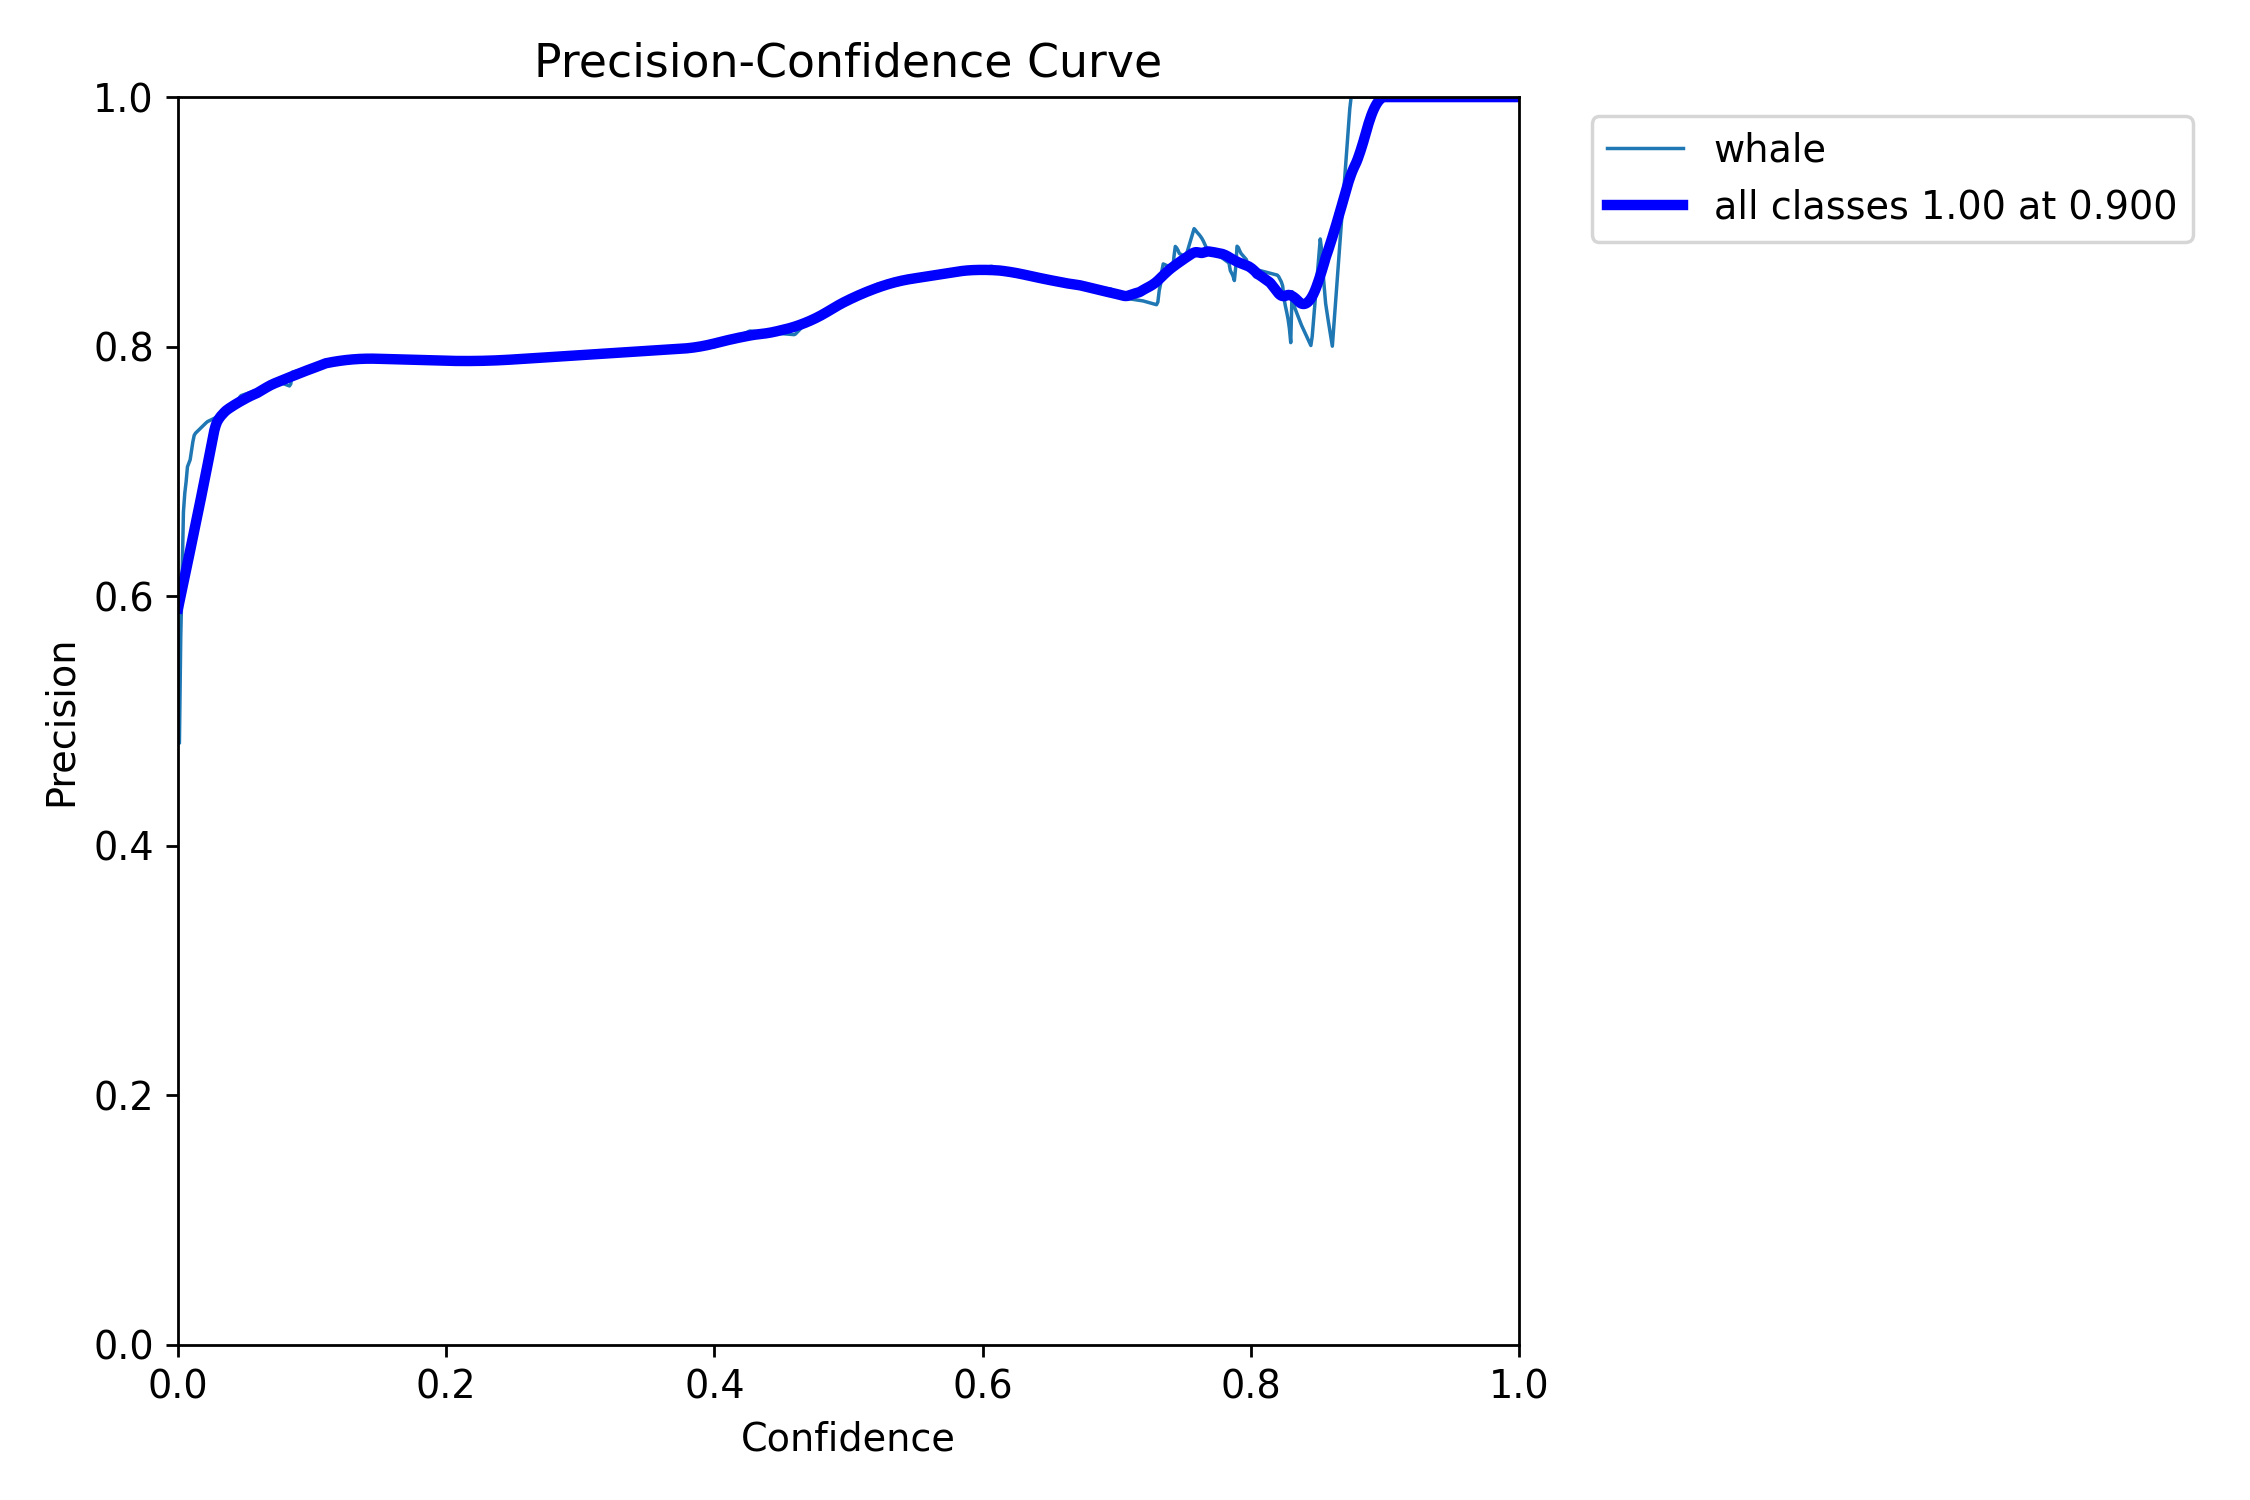 Precision-Confidence Curve
1.0
0.8
0.6
0.4
0.2
0.0
Precision
0.0 0.2 0.4 0.6 0.8 1.0
Confidence
whale
all classes 1.00 at 0.900